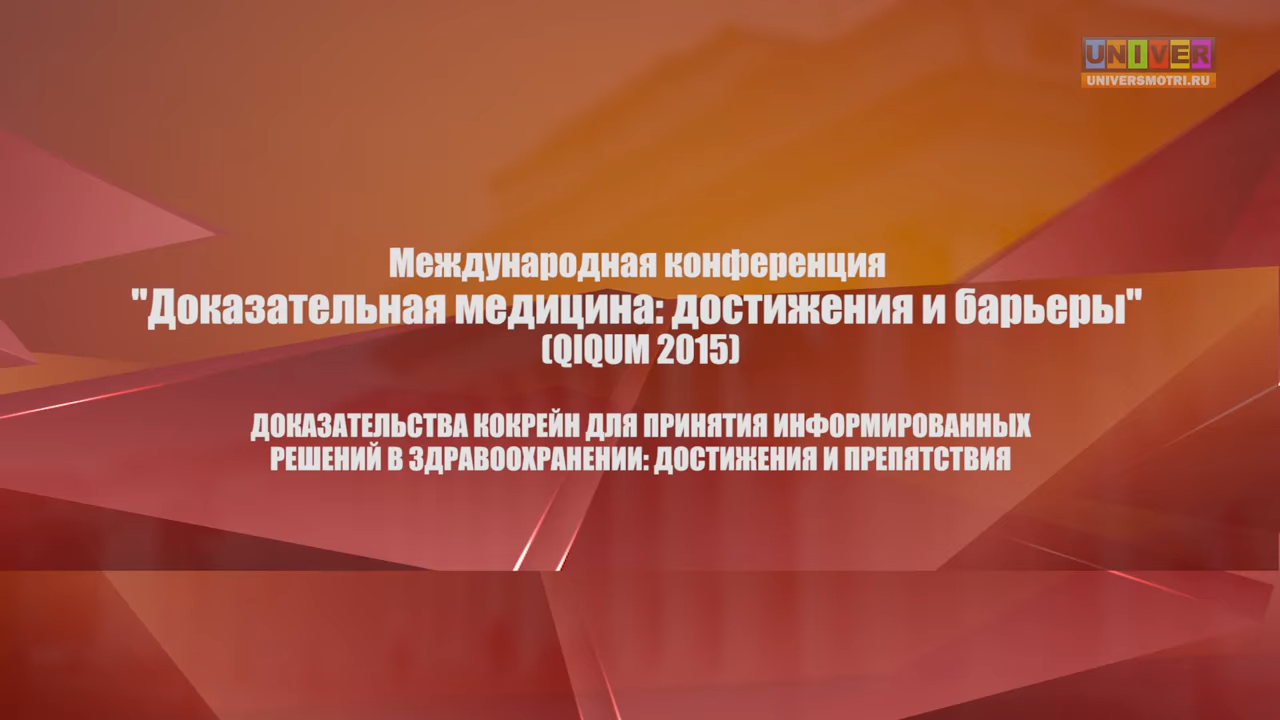 UNIVER
UNIVERSMOTRI.RU
Международная конференция
"Доказательная медицина: достижения и барьеры"
(QIQUM 2015)
ДОКАЗАТЕЛЬСТВА КОКРЕЙН ДЛЯ ПРИНЯТИЯ ИНФОРМИРОВАННЫХ
РЕШЕНИЙ В ЗДРАВООХРАНЕНИИ: ДОСТИЖЕНИЯ И ПРЕПЯТСТВИЯ